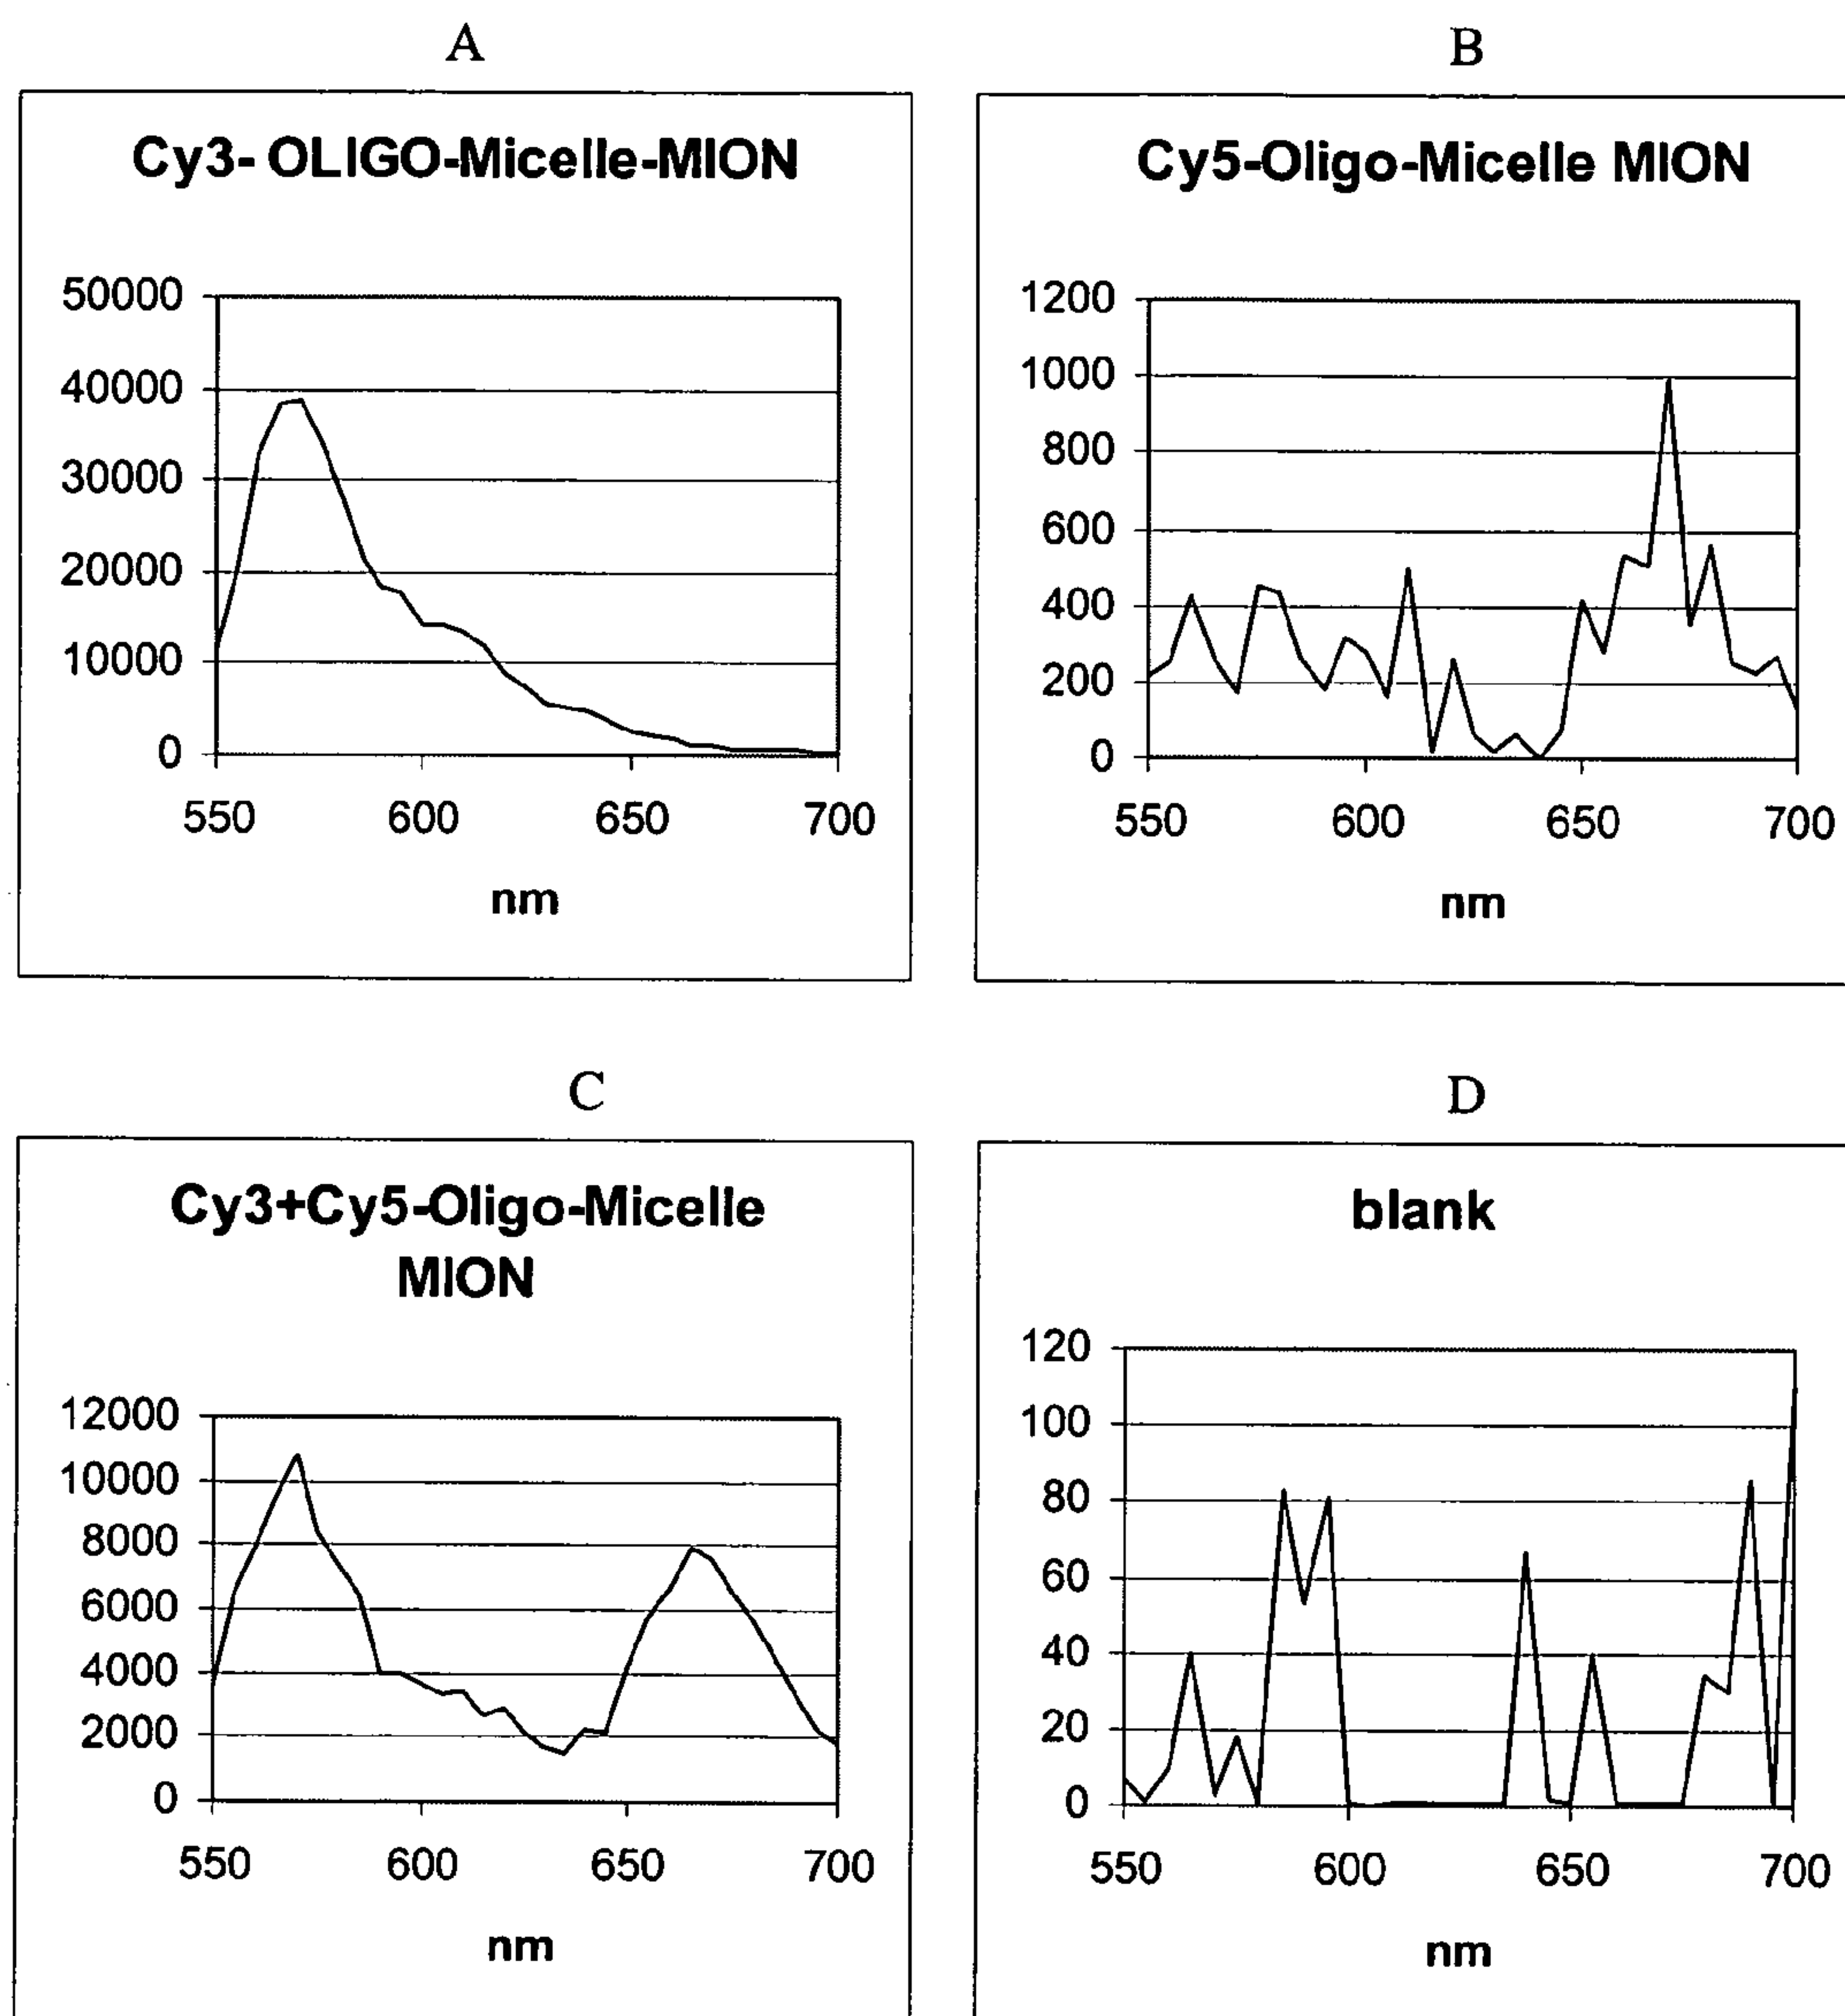 A
Cy3- OLIGO-Micelle-MION
50000
40000
30000
20000
10000
0
550 600 650 700
nm
B
Cy5-Oligo-Micelle MION
1200
1000
800
600
400
200
0
550 600 650 700
nm
C
Cy3+Cy5-Oligo-Micelle
MION
12000
10000
8000
6000
4000
2000
0
550 600 650 700
nm
D
blank
120
100
80
60
40
20
0
550 600 650 700
nm